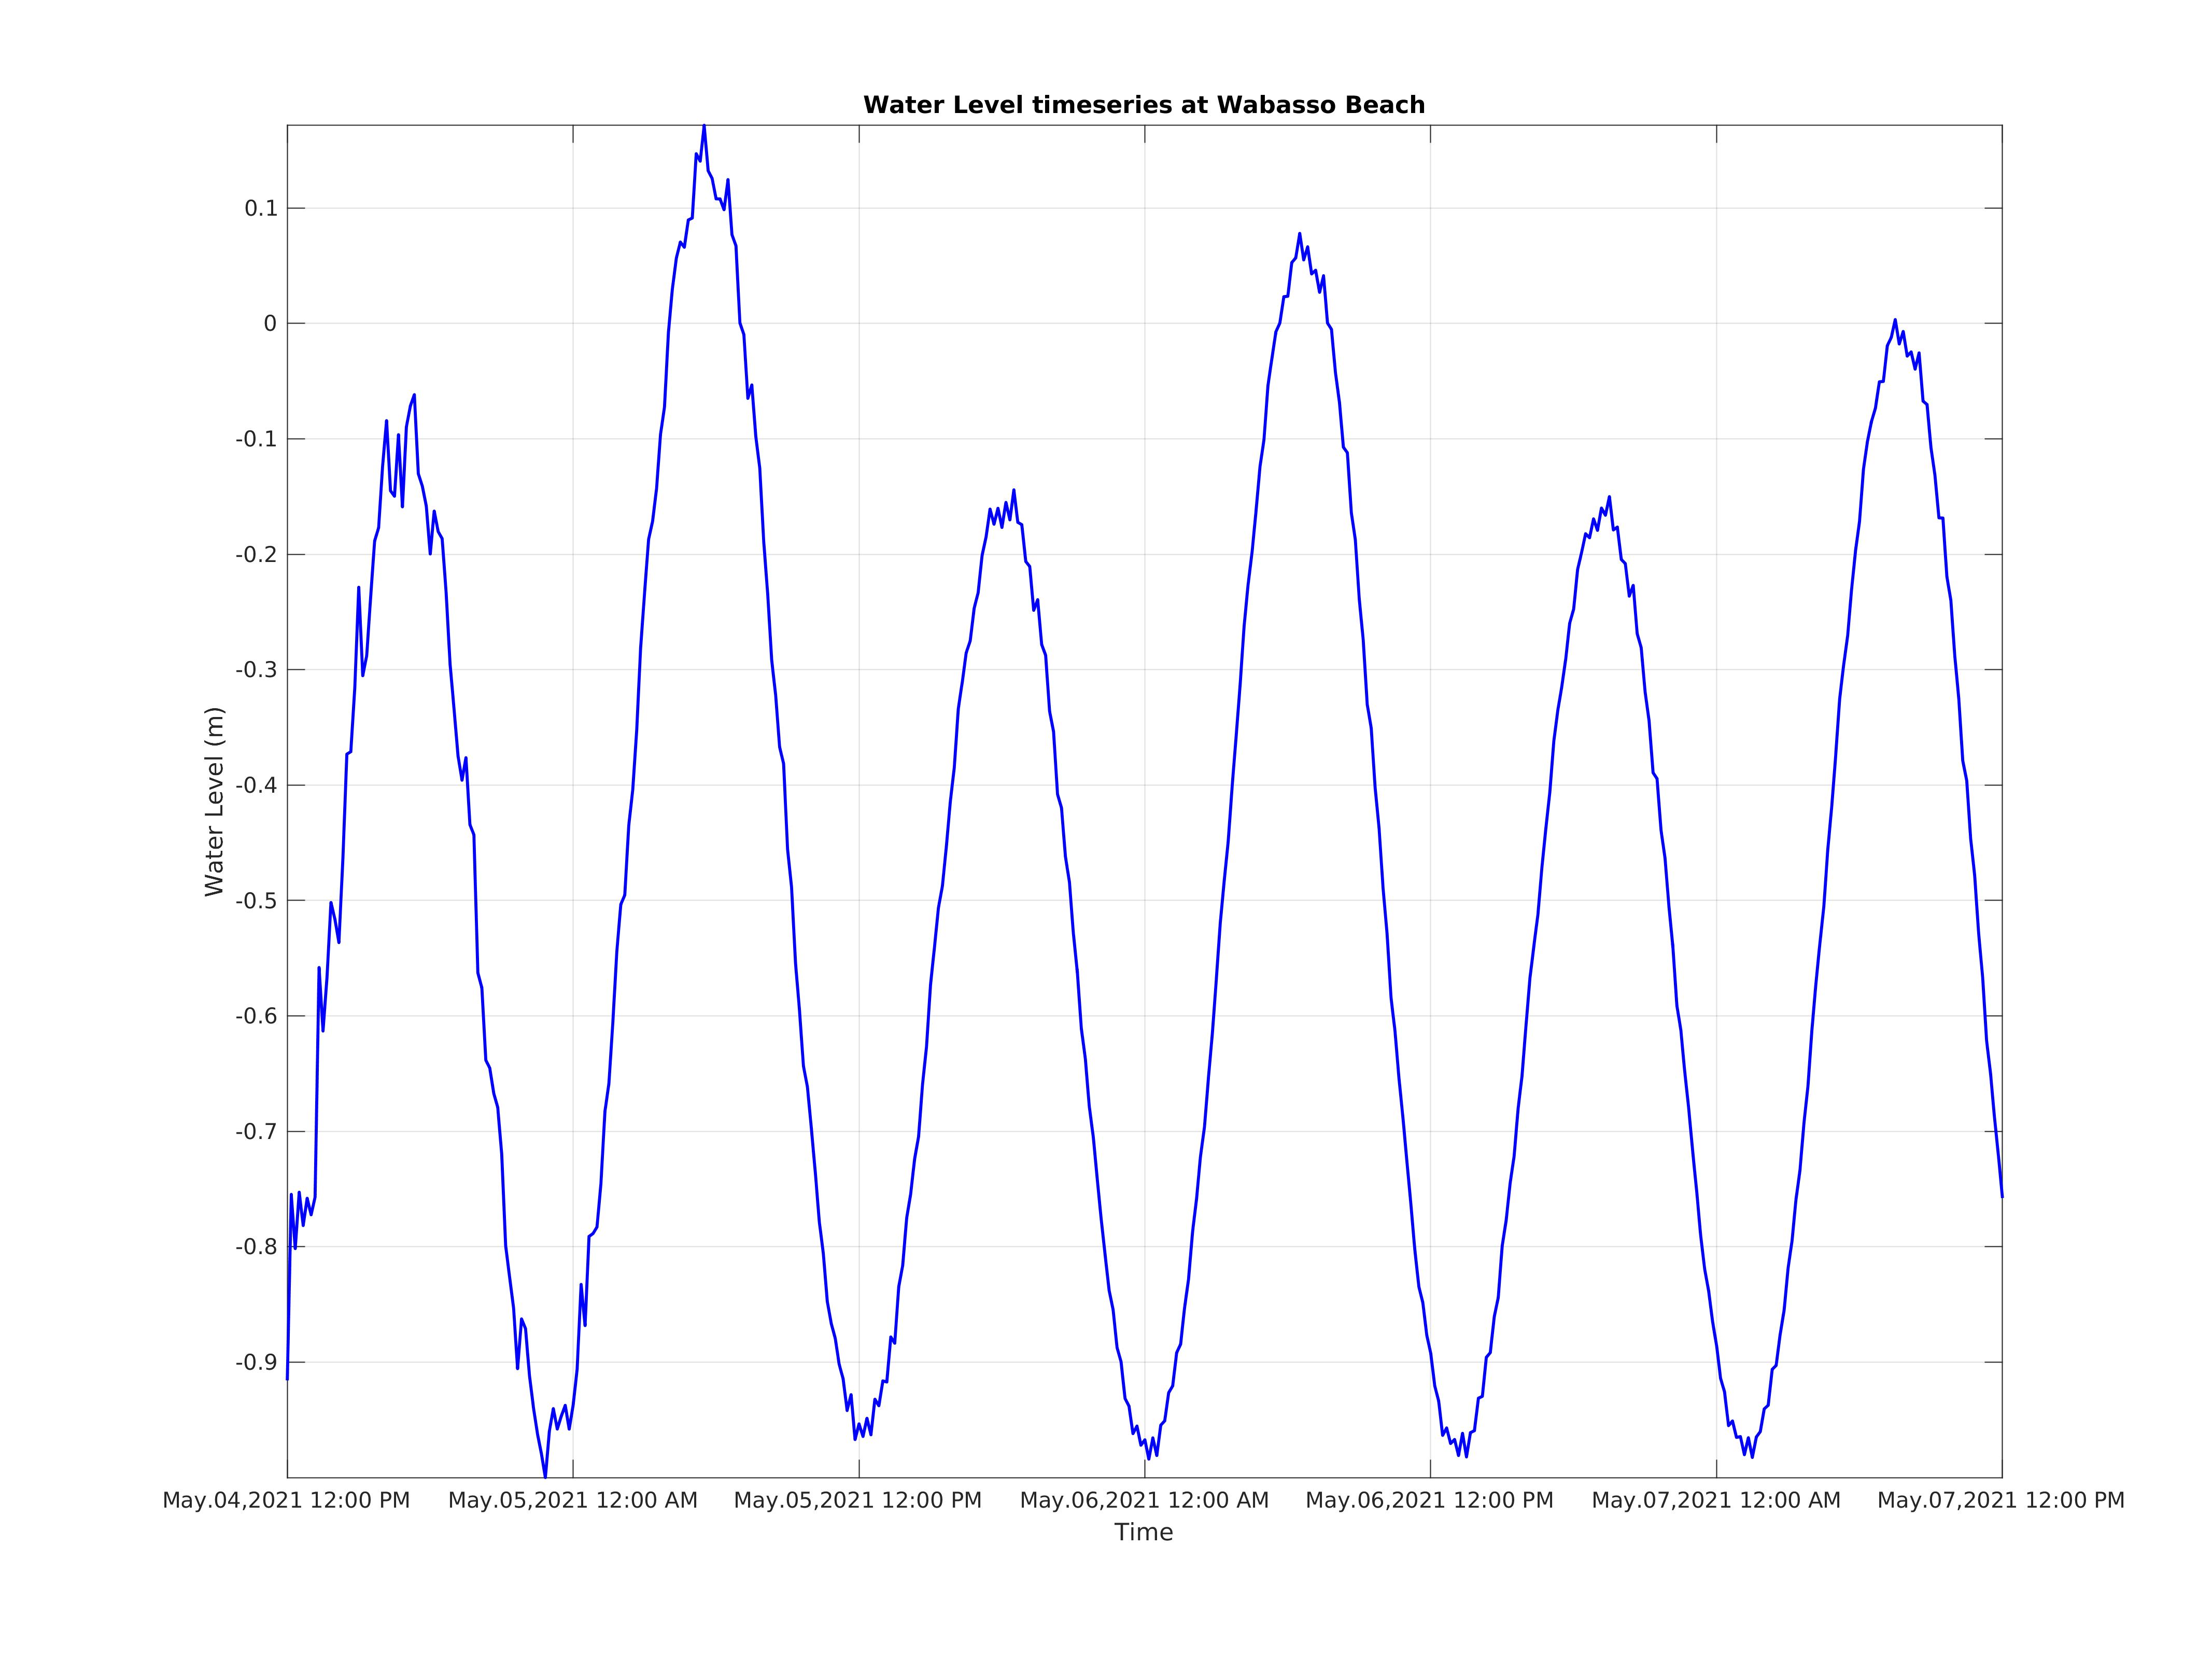 Water Level timeseries at Wabasso Beach
0.1
0
-0.1
-0.2
-0.3
-0.4
-0.5
-0.6
-0.7
-0.8
-0.9
Water Level (m)
May.04,2021 12:00 PM
May.05,2021 12:00 AM
May.05,2021 12:00 PM
May.06,2021 12:00 AM
May.06,2021 12:00 PM
May.07,2021 12:00 AM
May.07,2021 12:00 PM
Time